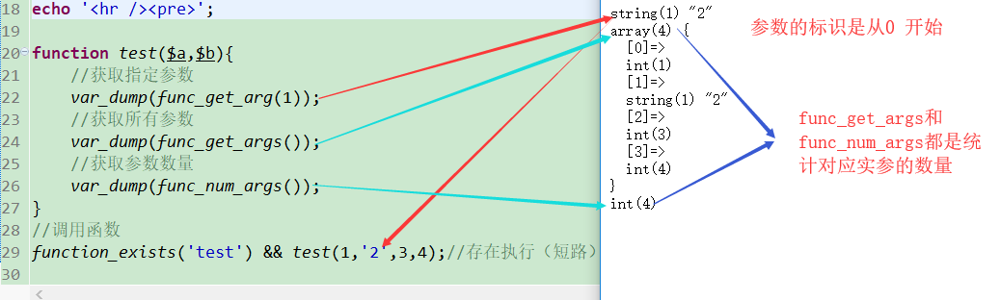 18 echo '<hr /><pre>';
19
20 function test($a,$b){
21 //获取指定参数
22 var_dump(func_get_arg(1));
23 //获取所有参数
24 var_dump(func_get_args());
25 //获取参数数量
26 var_dump(func_num_args());
27 }
28 //调用函数
29 function_exists('test') && test(1,'2',3,4);//存在执行（短路）
30
string(1) "2"
array(4) {
[0]=>
int(1)
[1]=>
string(1) "2"
[2]=>
int(3)
[3]=>
int(4)
}
int(4)
参数的标识是从0 开始
func_get_args和
func_num_args都是统
计对应实参的数量